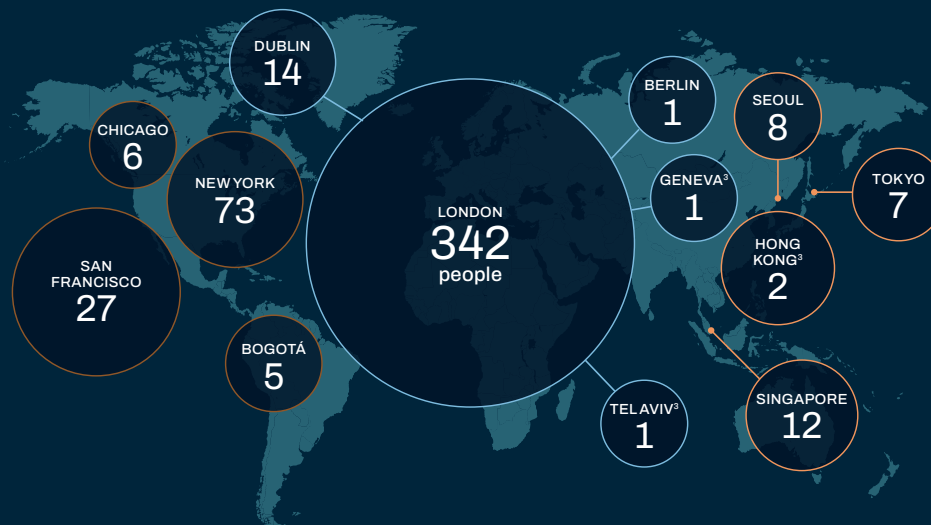 DUBLIN
14
CHICAGO
6
NEW YORK
73
SAN
FRANCISCO
27
BOGOTÁ
5
LONDON
342
people
BERLIN
1
GENEVA³
1
TEL AVIV³
1
SEOUL
8
TOKYO
7
HONG
KONG³
2
SINGAPORE
12